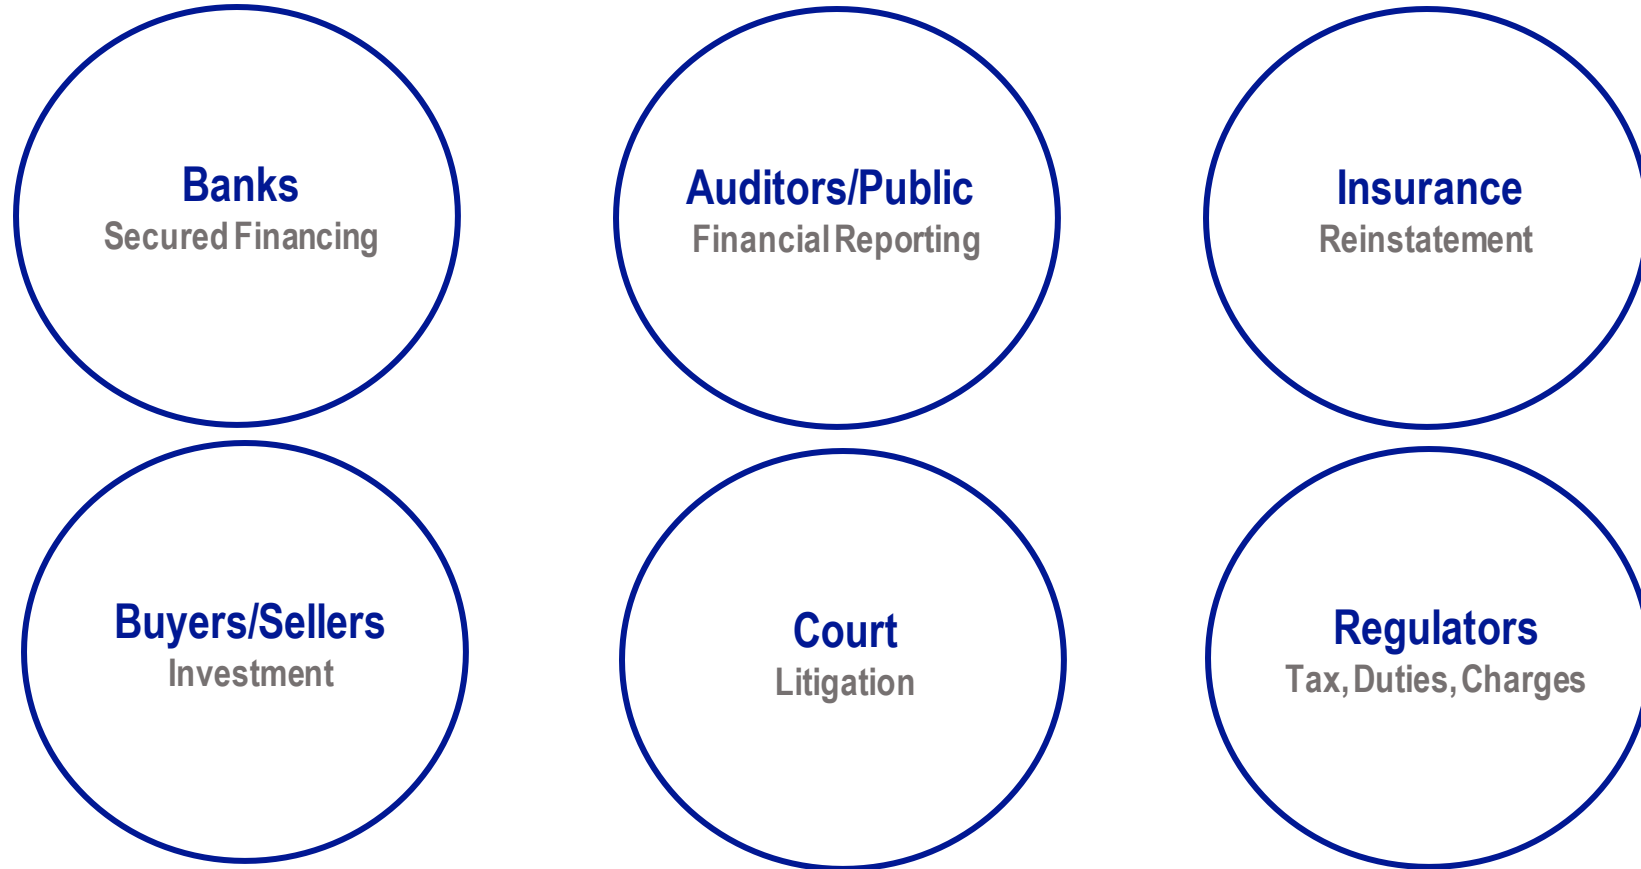 Banks
Secured Financing
Auditors/Public
Financial Reporting
Insurance
Reinstatement
Buyers/Sellers
Investment
Court
Litigation
Regulators
Tax, Duties, Charges